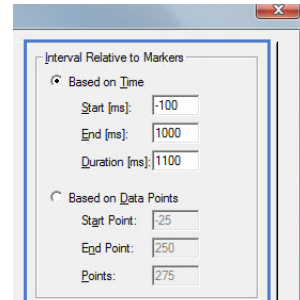 Interval Relative to Markers
Based on Time
Start [ms]: -100
End [ms]: 1000
Duration [ms]: 1100
Based on Data Points
Start Point: -25
End Point: 250
Points: 275